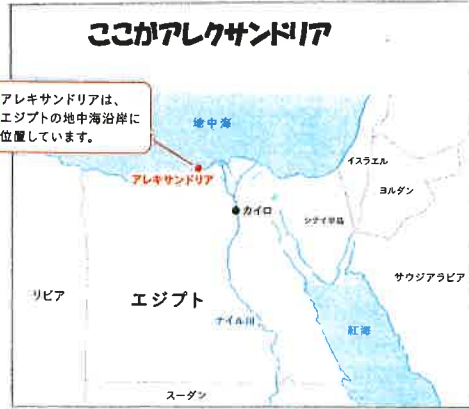 ここがアレクサンドリア
アレキサンドリアは、
エジプトの地中海沿岸に
位置しています。
地中海
アレキサンドリア
イスラエル
ヨルダン
カイロ
シナイ半島
サウジアラビア
リビア
エジプト
ナイル川
紅海
スーダン